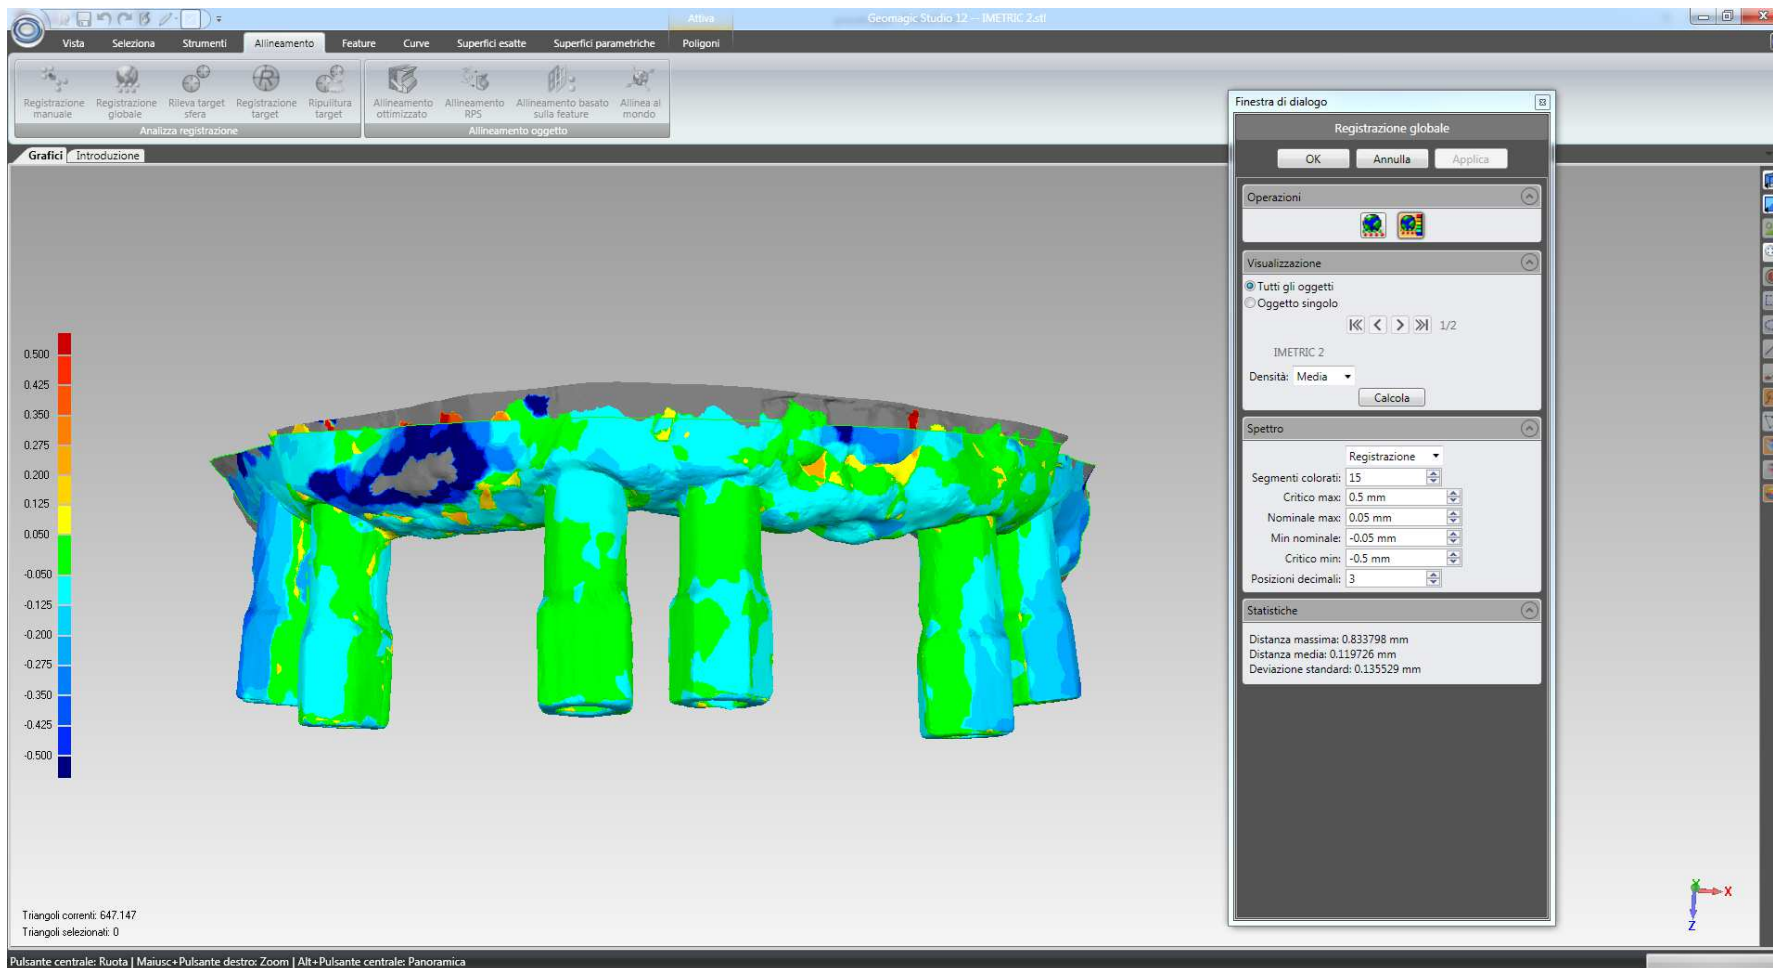 Attiva
Geomagic Studio 12 -- IMETRIC 2.stl
Vista Seleziona Strumenti Allineamento Feature Curve Superfici esatte Superfici parametriche Poligoni
Registrazione manuale
Registrazione globale
Rileva target sfera
Registrazione target
Ripulitura target
Allineamento ottimizzato
Allineamento RPS
Allineamento basato sulla feature
Allinea al mondo
Analizza registrazione
Allineamento oggetto
Grafici Introduzione
0.500
0.425
0.350
0.275
0.200
0.125
0.050
-0.050
-0.125
-0.200
-0.275
-0.350
-0.425
-0.500
Finestra di dialogo
Registrazione globale
OK Annulla Applica
Operazioni
Visualizzazione
Tutti gli oggetti
Oggetto singolo
1/2
IMETRIC 2
Densità: Media
Calcola
Spettro
Registrazione
Segmenti colorati: 15
Critico max: 0.5 mm
Nominale max: 0.05 mm
Min nominale: -0.05 mm
Critico min: -0.5 mm
Posizioni decimali: 3
Statistiche
Distanza massima: 0.833798 mm
Distanza media: 0.119726 mm
Deviazione standard: 0.135529 mm
Y
X
Z
Triangoli correnti: 647.147
Triangoli selezionati: 0
Pulsante centrale: Ruota | Maiusc+Pulsante destro: Zoom | Alt+Pulsante centrale: Panoramica